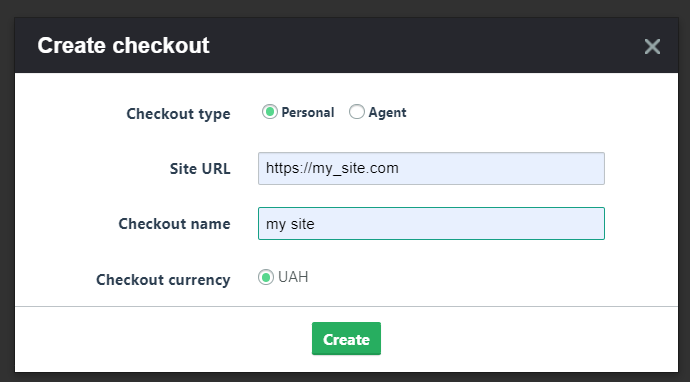 Create checkout
Checkout type Personal Agent
Site URL https://my_site.com
Checkout name my site
Checkout currency UAH
Create